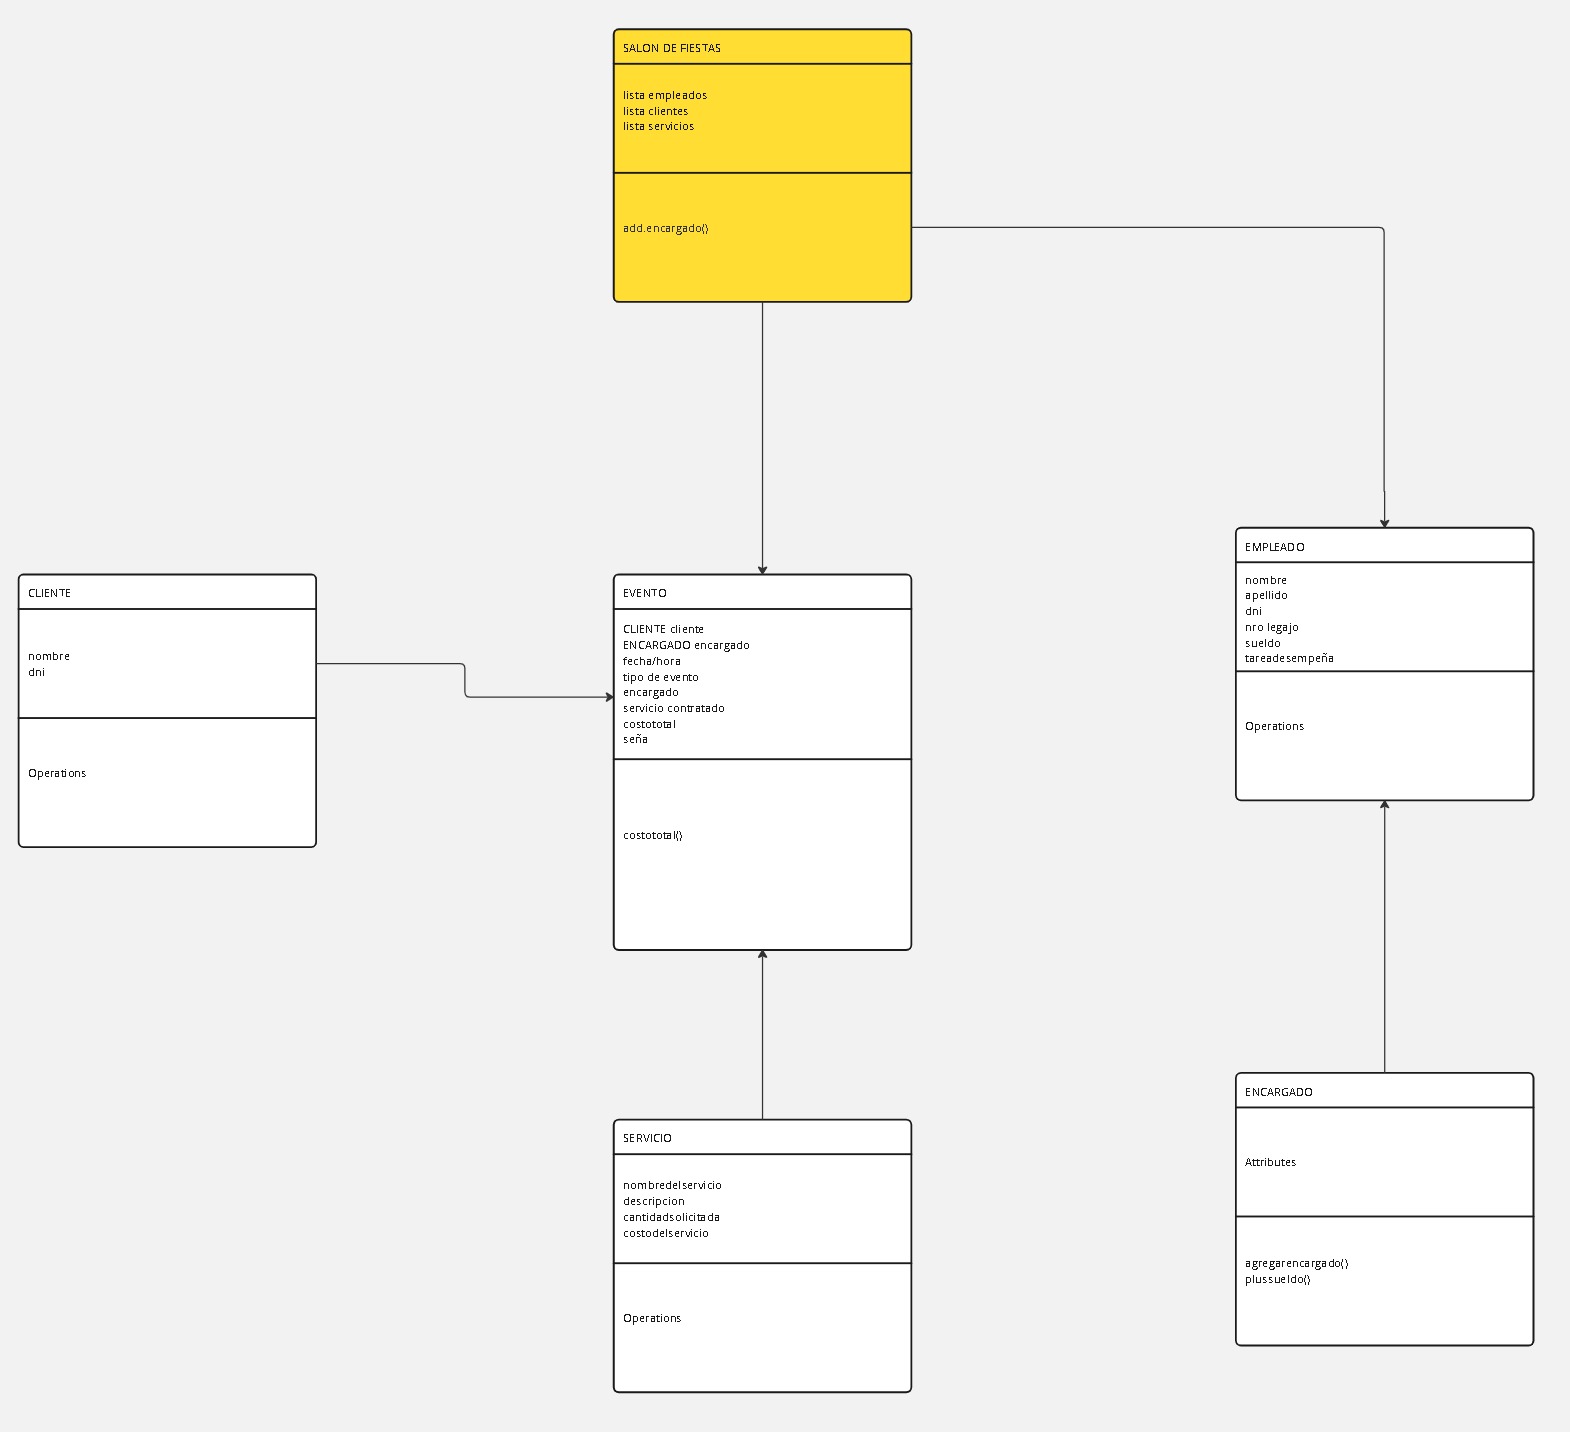 SALON DE FIESTAS
lista empleados
lista clientes
lista servicios
add.encargado()
CLIENTE
nombre
dni
Operations
EVENTO
CLIENTE cliente
ENCARGADO encargado
fecha/hora
tipo de evento
encargado
servicio contratado
costototal
seña
costototal()
EMPLEADO
nombre
apellido
dni
nro legajo
sueldo
tareadesempeña
Operations
SERVICIO
nombredelservicio
descripcion
cantidadsolicitada
costodelservicio
Operations
ENCARGADO
Attributes
agregarencargado()
plussueldo()